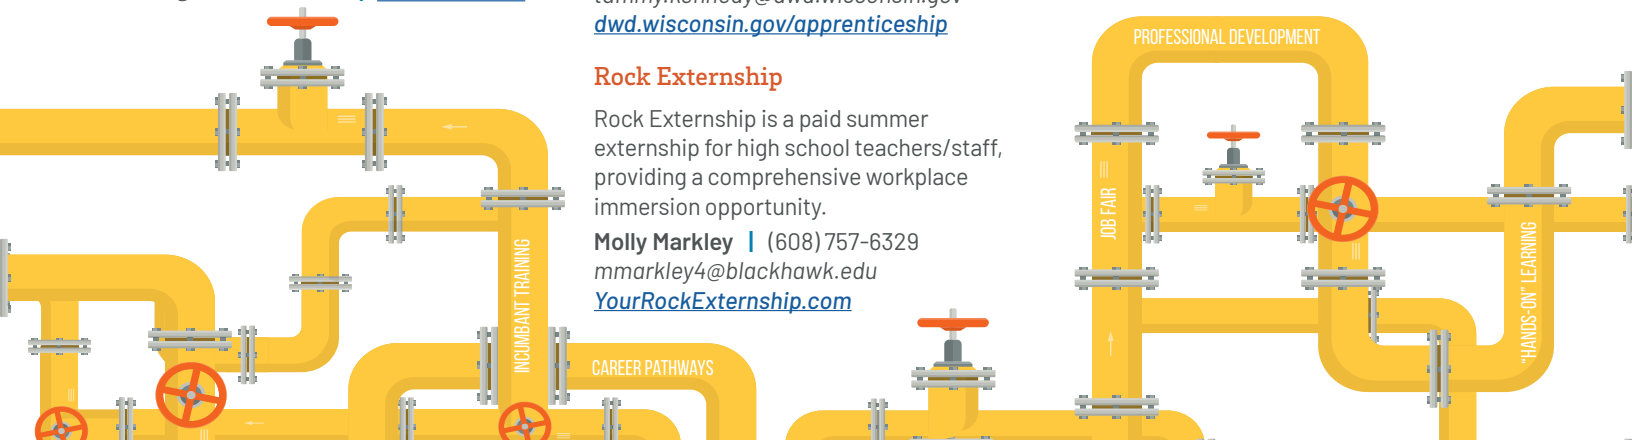 dwd.wisconsin.gov/apprenticeship
Rock Externship
Rock Externship is a paid summer
externship for high school teachers/staff,
providing a comprehensive workplace
immersion opportunity.
Molly Markley | (608) 757-6329
mmarkley4@blackhawk.edu
YourRockExternship.com
INCUMBANT TRAINING
CAREER PATHWAYS
PROFESSIONAL DEVELOPMENT
JOB FAIR
"HANDS-ON" LEARNING